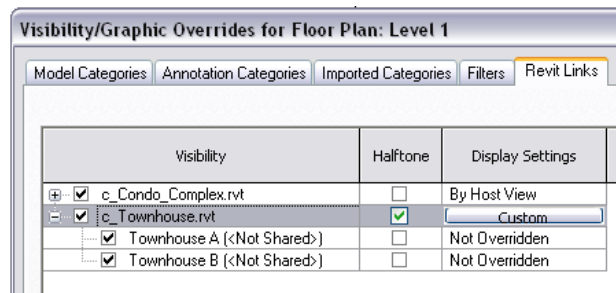 Visibility/Graphic Overrides for Floor Plan: Level 1
Model Categories Annotation Categories Imported Categories Filters Revit Links
Visibility Halftone Display Settings
c_Condo_Complex.rvt By Host View
c_Townhouse.rvt Custom
Townhouse A (<Not Shared>) Not Overridden
Townhouse B (<Not Shared>) Not Overridden